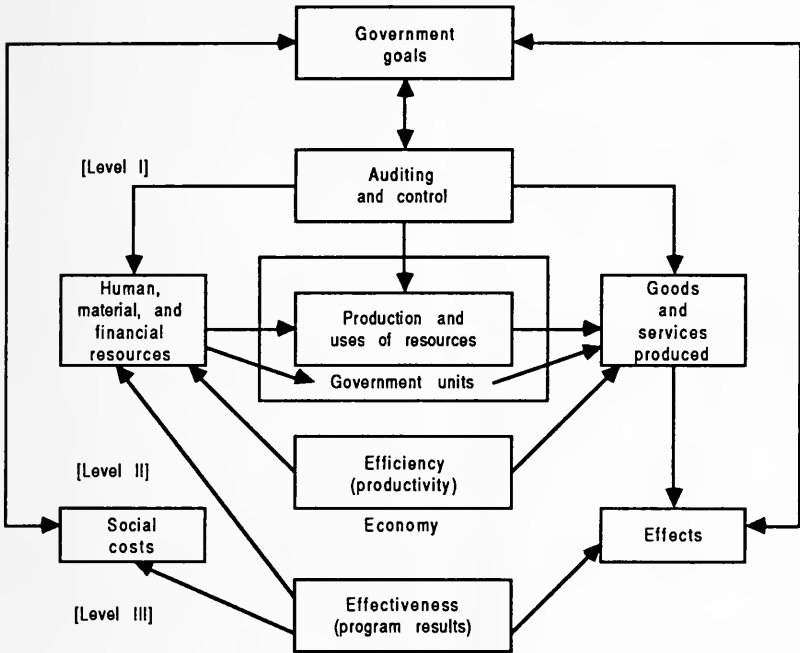 Government
goals
[Level I]
Auditing
and control
Human,
material, and
financial
resources
Production and
uses of resources
Government units
Goods
and
services
produced
[Level II]
Efficiency
(productivity)
Economy
Social
costs
Effects
[Level III]
Effectiveness
(program results)